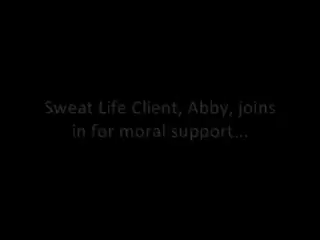 Sweat Life Client, Abby, joins
in for moral support...